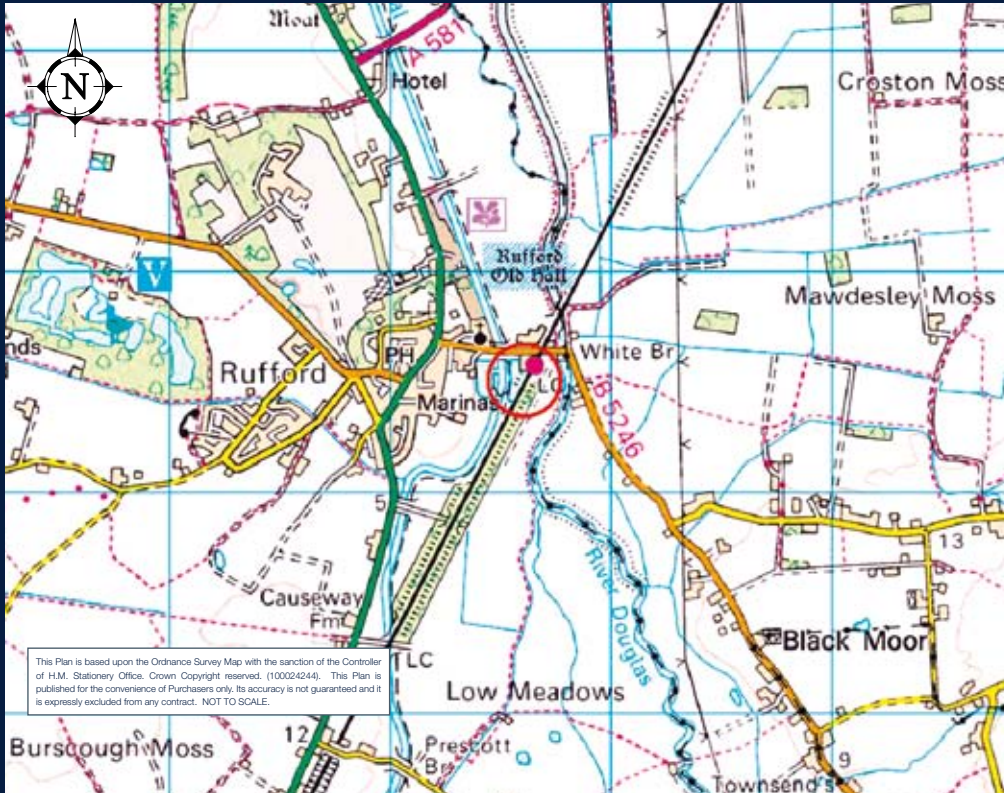 Moat
A 581
N
Hotel
Croston Moss
Rufford
Old Hall
V
Mawdesley Moss
nds
PH
White Br
Rufford
LC
Marinas
B 5246
5
River Douglas
13
Causeway
Fm
Black Moor
This Plan is based upon the Ordnance Survey Map with the sanction of the Controller
of H.M. Stationery Office. Crown Copyright reserved. (100024244). This Plan is
published for the convenience of Purchasers only. Its accuracy is not guaranteed and it
is expressly excluded from any contract. NOT TO SCALE.
LC
Low Meadows
12
Burscough Moss
Prescott
Br
9
Townsend's